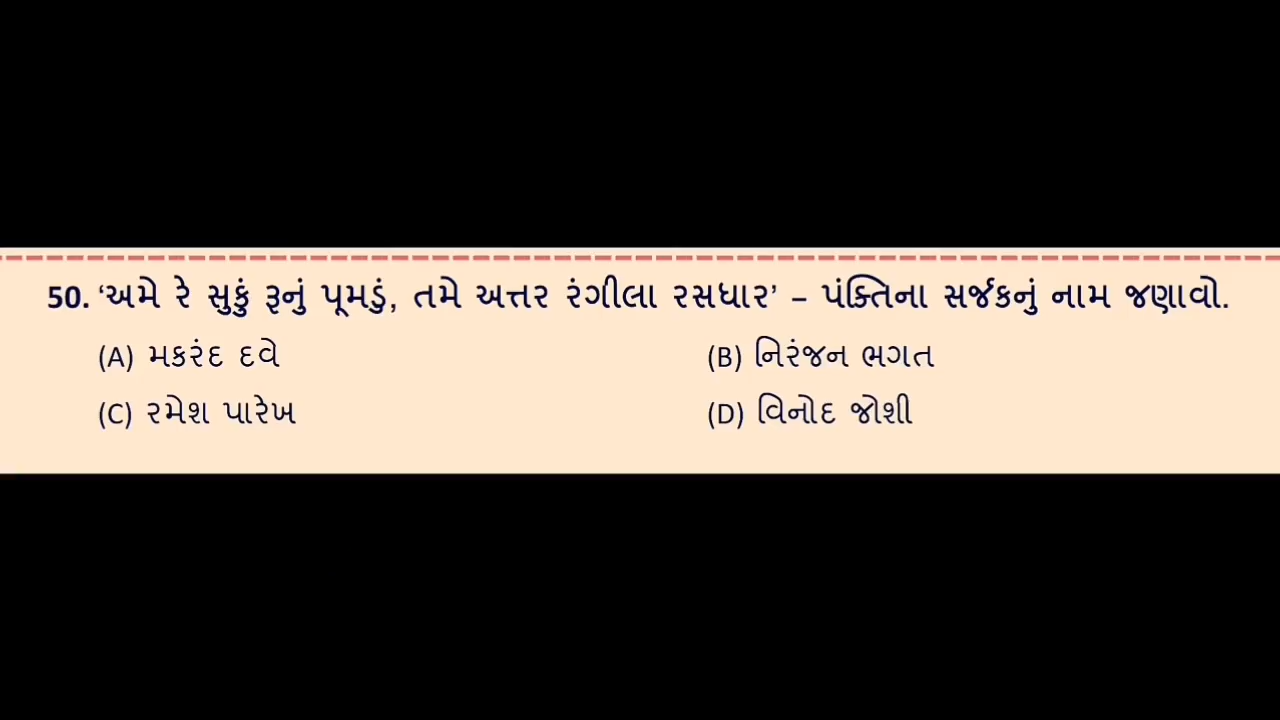 50. ‘અમે રે સુકું રૂનું પૂમડું, તમે અત્તર રંગીલા રસધાર’ – પંક્તિના સર્જકનું નામ જણાવો.
(A) મકરંદ દવે (B) નિરંજન ભગત
(C) રમેશ પારેખ (D) વિનોદ જોશી